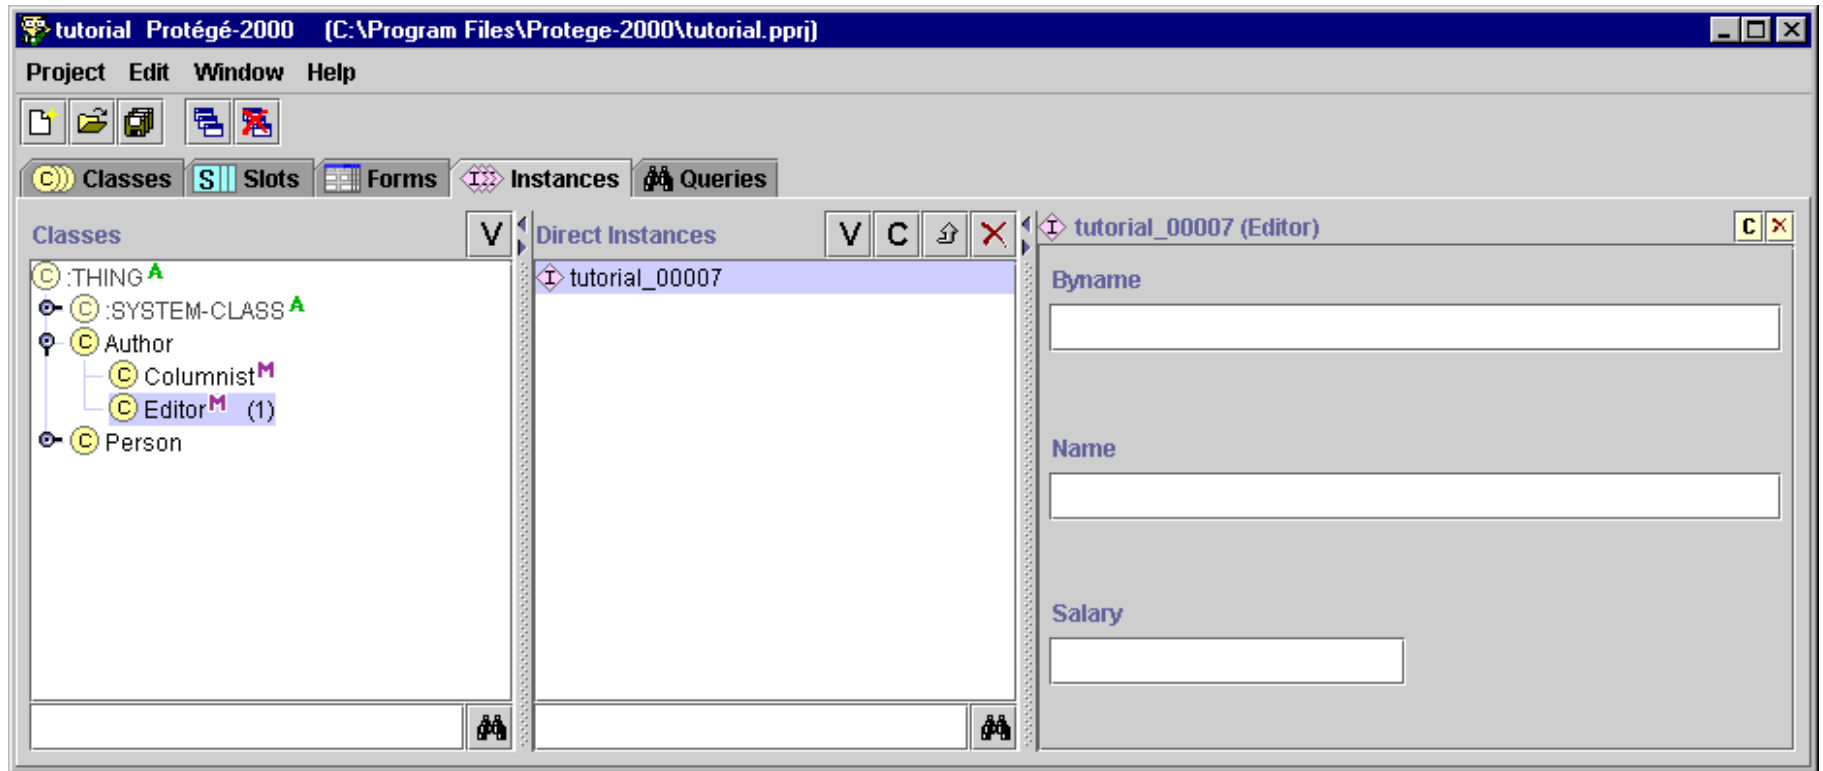 tutorial Protégé-2000 (C:\Program Files\Protege-2000\tutorial.pprj)
Project Edit Window Help
C Classes S Slots Forms I Instances Queries
Classes V
C :THING A
C :SYSTEM-CLASS A
C Author
C Columnist M
C Editor M (1)
C Person
Direct Instances V C
I tutorial_00007
I tutorial_00007 (Editor) C
Byname
Name
Salary